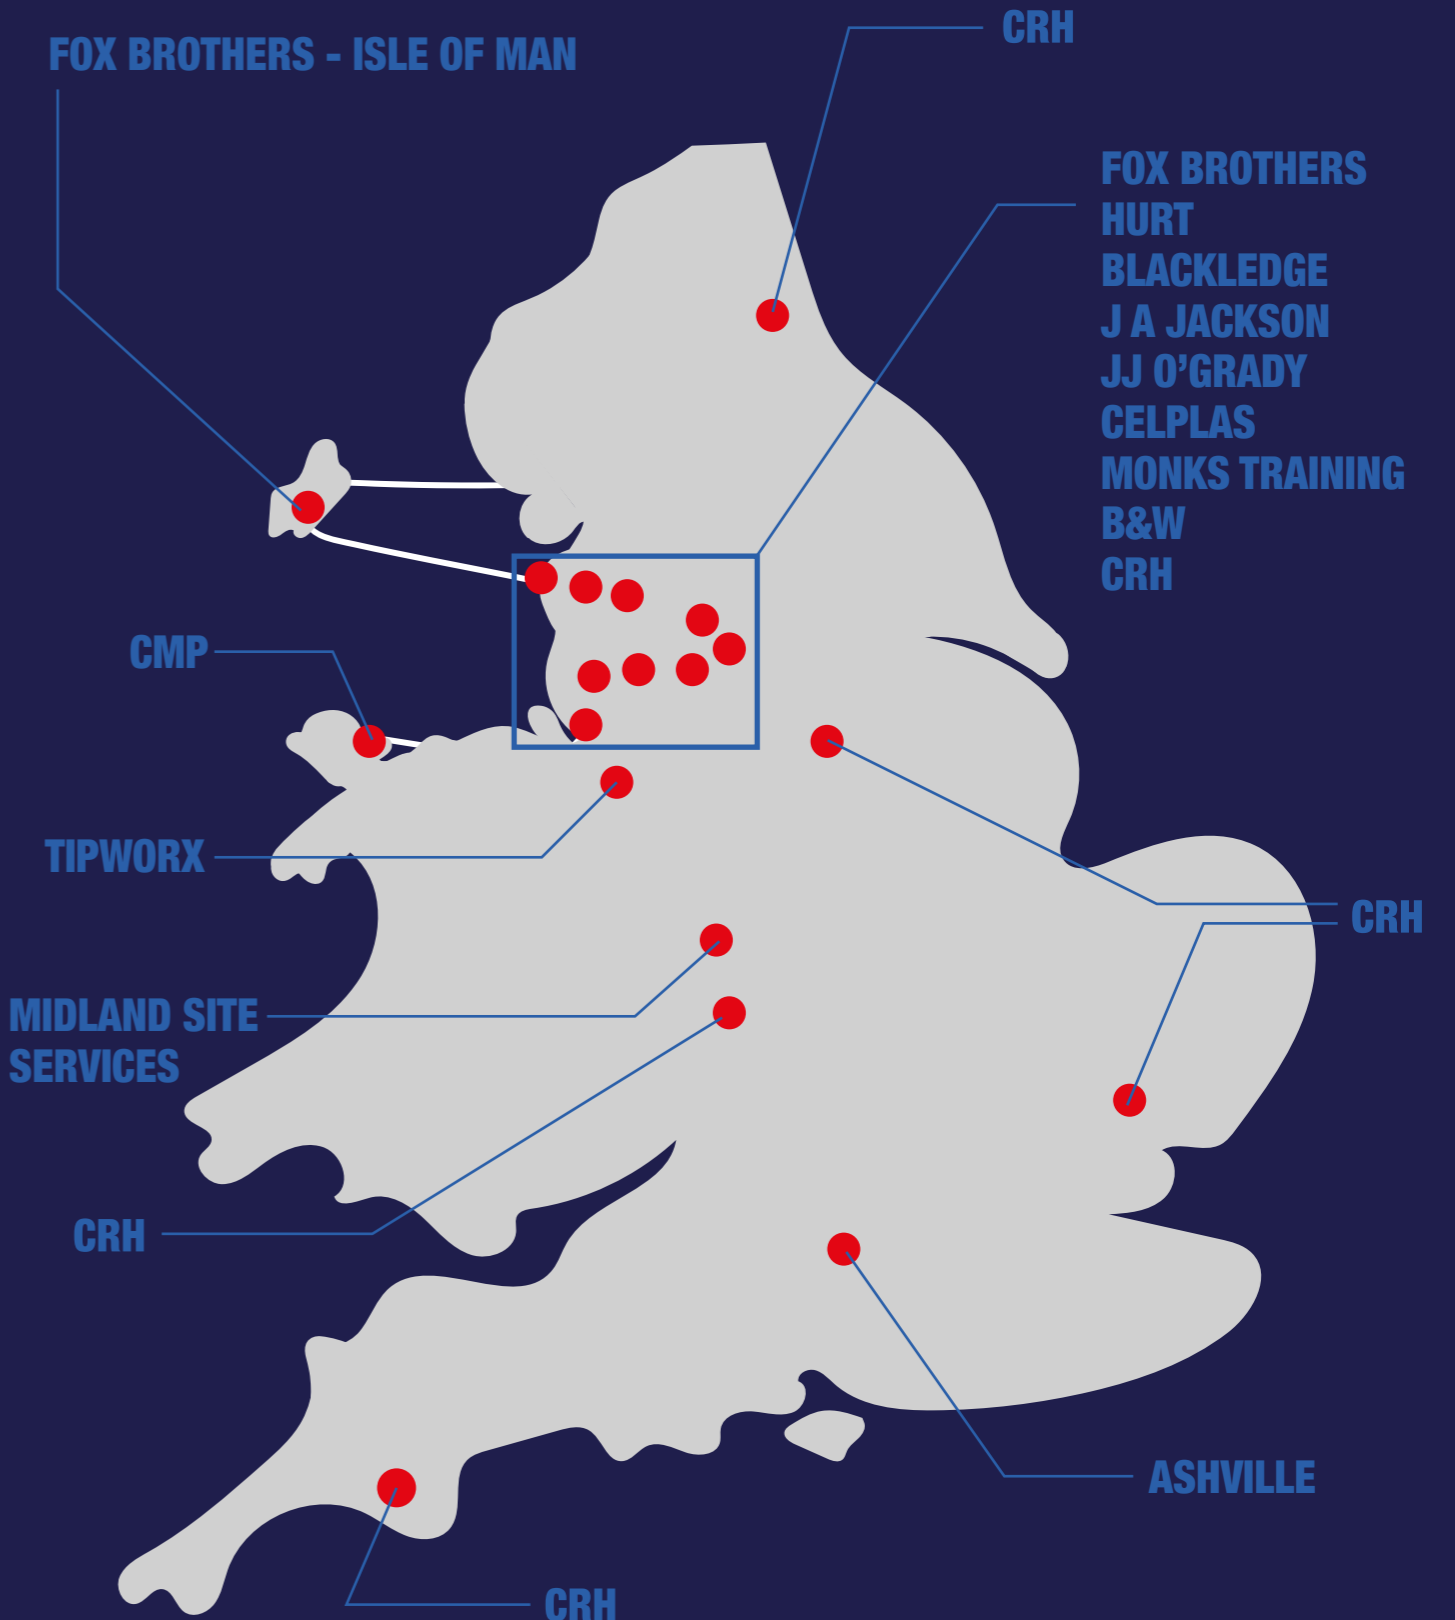 CRH
FOX BROTHERS - ISLE OF MAN
FOX BROTHERS
HURT
BLACKLEDGE
J A JACKSON
JJ O’GRADY
CELPLAS
MONKS TRAINING
B&W
CRH
CMP
TIPWORX
CRH
MIDLAND SITE
SERVICES
CRH
ASHVILLE
CRH